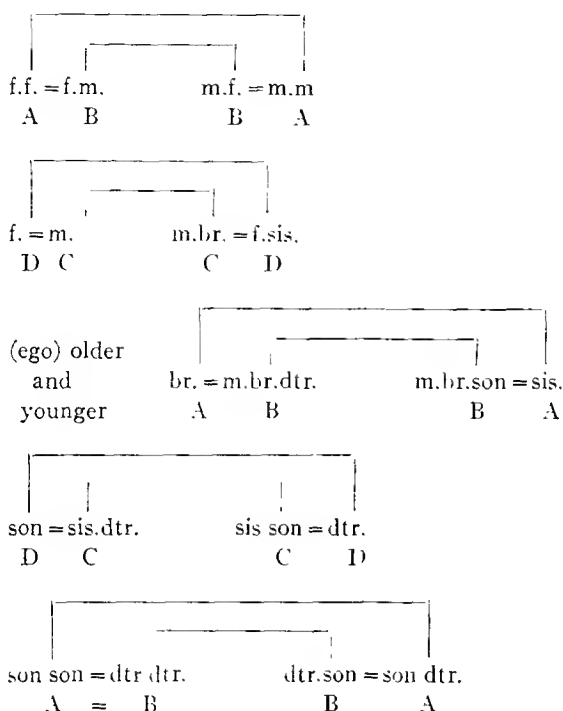 f.f. = f.m. m.f. = m.m
A B B A
f. = m. m.br. = f.sis.
D C C D
(ego) older
and br. = m.br.dtr. m.br.son = sis.
younger A B B A
son = sis.dtr. sis son = dtr.
D C C D
son son = dtr dtr. dtr.son = son dtr.
A = B B A